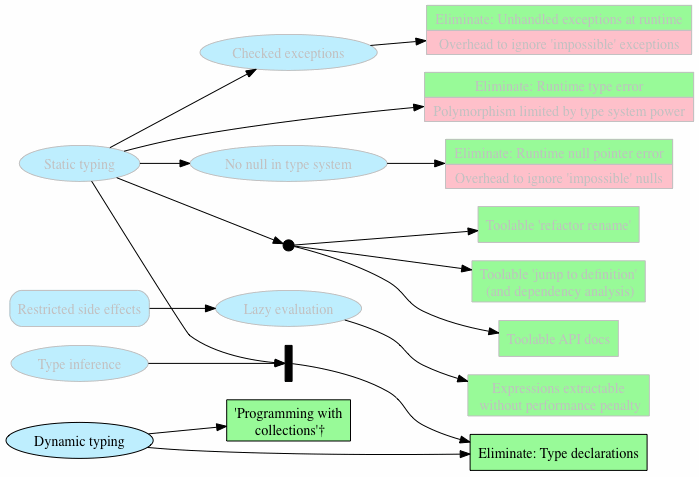 Eliminate: Unhandled exceptions at runtime
Checked exceptions
Overhead to ignore 'impossible' exceptions
Eliminate: Runtime type error
Polymorphism limited by type system power
Static typing
No null in type system
Eliminate: Runtime null pointer error
Overhead to ignore 'impossible' nulls
Toolable 'refactor rename'
Toolable 'jump to definition'
(and dependency analysis)
Restricted side effects
Lazy evaluation
Toolable API docs
Type inference
Expressions extractable
without performance penalty
'Programming with
collections'†
Dynamic typing
Eliminate: Type declarations